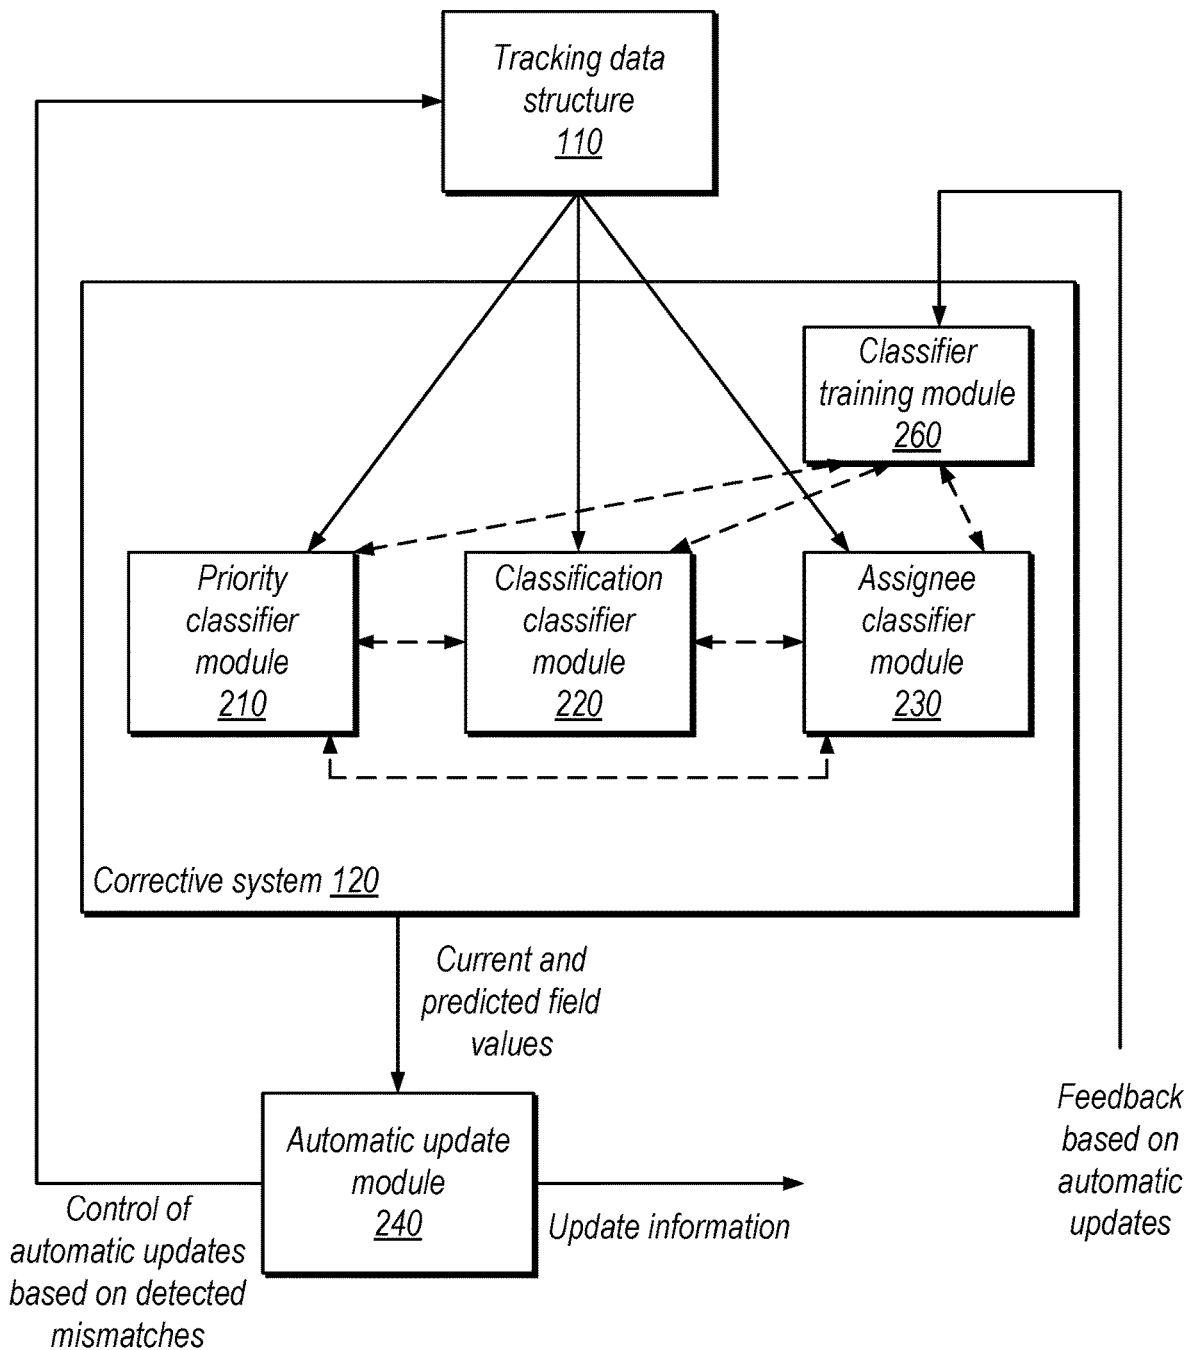 Tracking data
structure
110
Classifier
training module
260
Priority
classifier
module
210
Classification
classifier
module
220
Assignee
classifier
module
230
Corrective system 120
Current and
predicted field
values
Automatic update
module
240
Control of
automatic updates
based on detected
mismatches
Update information
Feedback
based on
automatic
updates